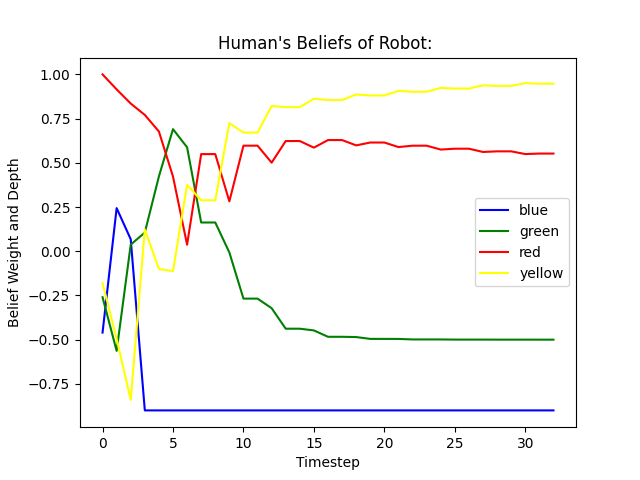 Human's Beliefs of Robot:
Belief Weight and Depth
1.00
0.75
0.50
0.25
0.00
−0.25
−0.50
−0.75
blue
green
red
yellow
0 5 10 15 20 25 30
Timestep